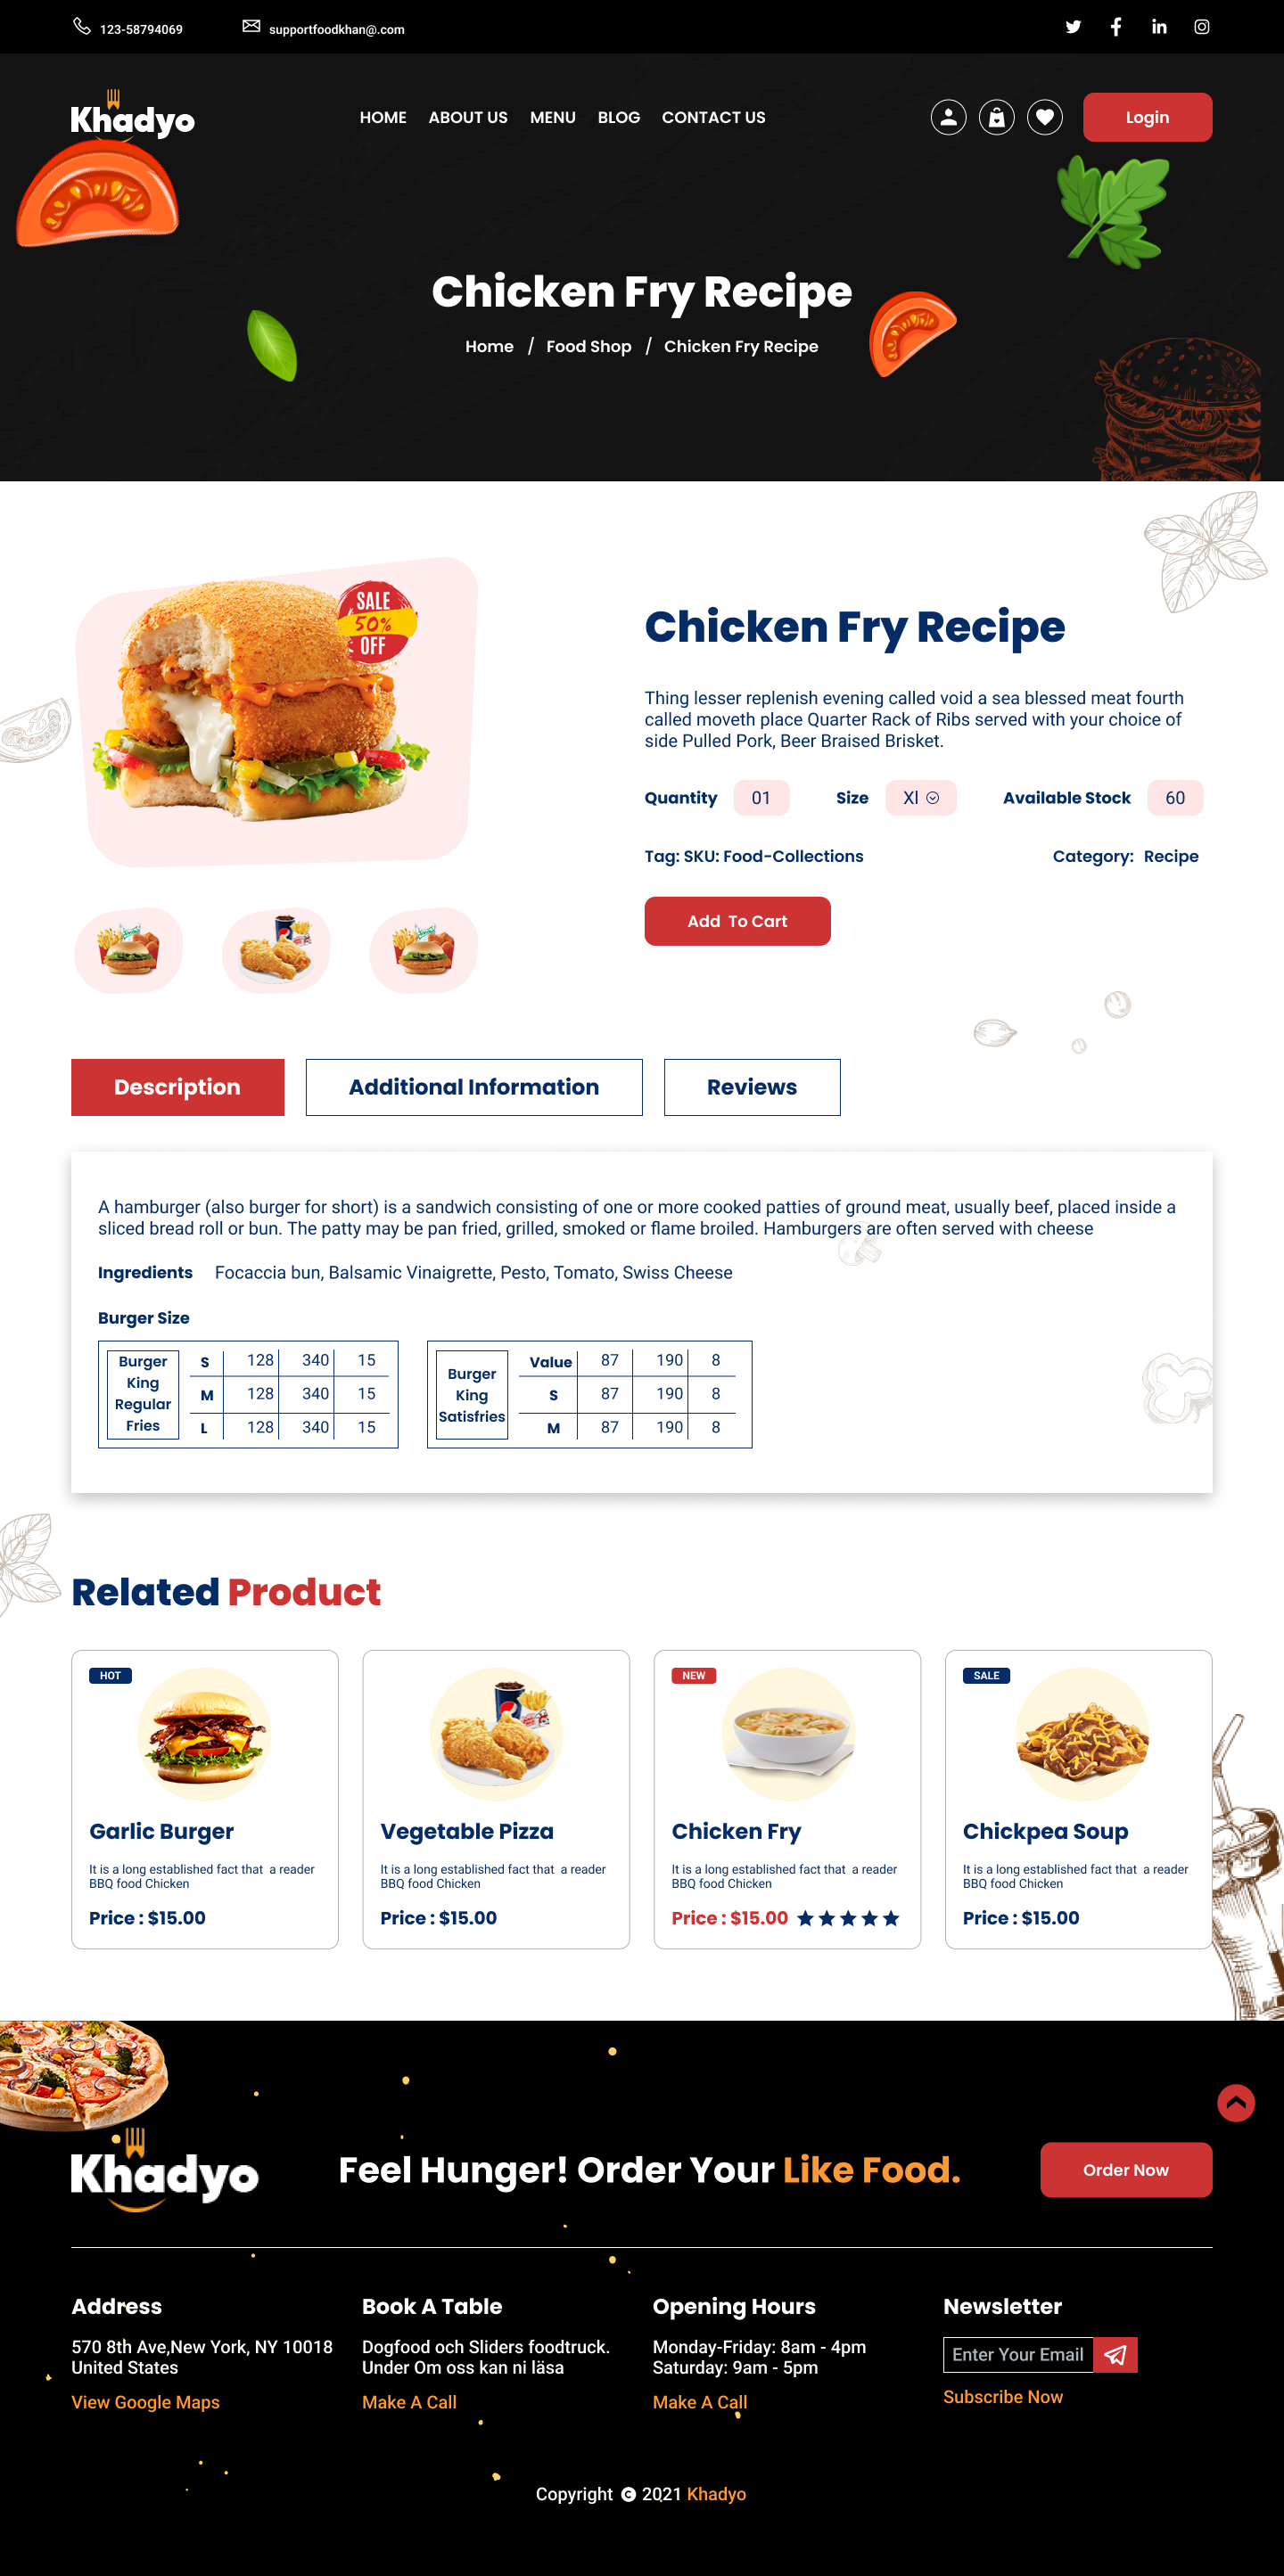 123-58794069
supportfoodkhan@.com
Khadyo
HOME ABOUT US MENU BLOG CONTACT US
Login
Chicken Fry Recipe
Home / Food Shop / Chicken Fry Recipe
SALE
50%
OFF
Chicken Fry Recipe
Thing lesser replenish evening called void a sea blessed meat fourth
called moveth place Quarter Rack of Ribs served with your choice of
side Pulled Pork, Beer Braised Brisket.
Quantity 01 Size Xl Available Stock 60
Tag: SKU: Food-Collections Category: Recipe
Add To Cart
Description Additional Information Reviews
A hamburger (also burger for short) is a sandwich consisting of one or more cooked patties of ground meat, usually beef, placed inside a
sliced bread roll or bun. The patty may be pan fried, grilled, smoked or flame broiled. Hamburgers are often served with cheese
Ingredients Focaccia bun, Balsamic Vinaigrette, Pesto, Tomato, Swiss Cheese
Burger Size
Burger
King
Regular
Fries
S 128 340 15
M 128 340 15
L 128 340 15
Burger
King
Satisfries
Value 87 190 8
S 87 190 8
M 87 190 8
Related Product
HOT
Garlic Burger
It is a long established fact that a reader
BBQ food Chicken
Price : $15.00
Vegetable Pizza
It is a long established fact that a reader
BBQ food Chicken
Price : $15.00
NEW
Chicken Fry
It is a long established fact that a reader
BBQ food Chicken
Price : $15.00
SALE
Chickpea Soup
It is a long established fact that a reader
BBQ food Chicken
Price : $15.00
Khadyo
Feel Hunger! Order Your Like Food.
Order Now
Address
570 8th Ave,New York, NY 10018
United States
View Google Maps
Book A Table
Dogfood och Sliders foodtruck.
Under Om oss kan ni läsa
Make A Call
Opening Hours
Monday-Friday: 8am - 4pm
Saturday: 9am - 5pm
Make A Call
Newsletter
Enter Your Email
Subscribe Now
Copyright © 2021 Khadyo